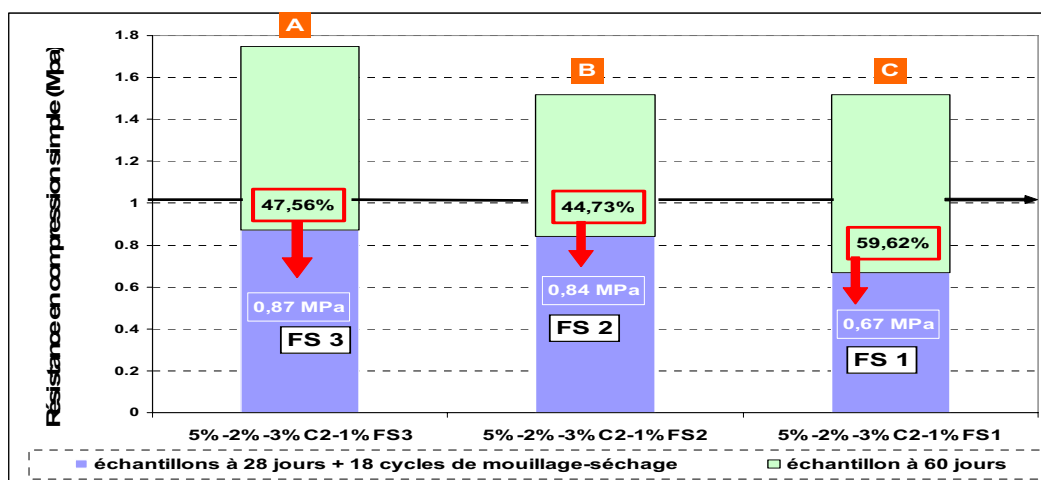 Résistance en compression simple (Mpa)
1.8
1.6
1.4
1.2
1
0.8
0.6
0.4
0.2
0
A
B
C
47,56%
44,73%
59,62%
0,87 MPa
0,84 MPa
0,67 MPa
FS 3
FS 2
FS 1
5%-2%-3%C2-1%FS3
5%-2%-3%C2-1%FS2
5%-2%-3%C2-1%FS1
échantillons à 28 jours + 18 cycles de mouillage-séchage
échantillon à 60 jours